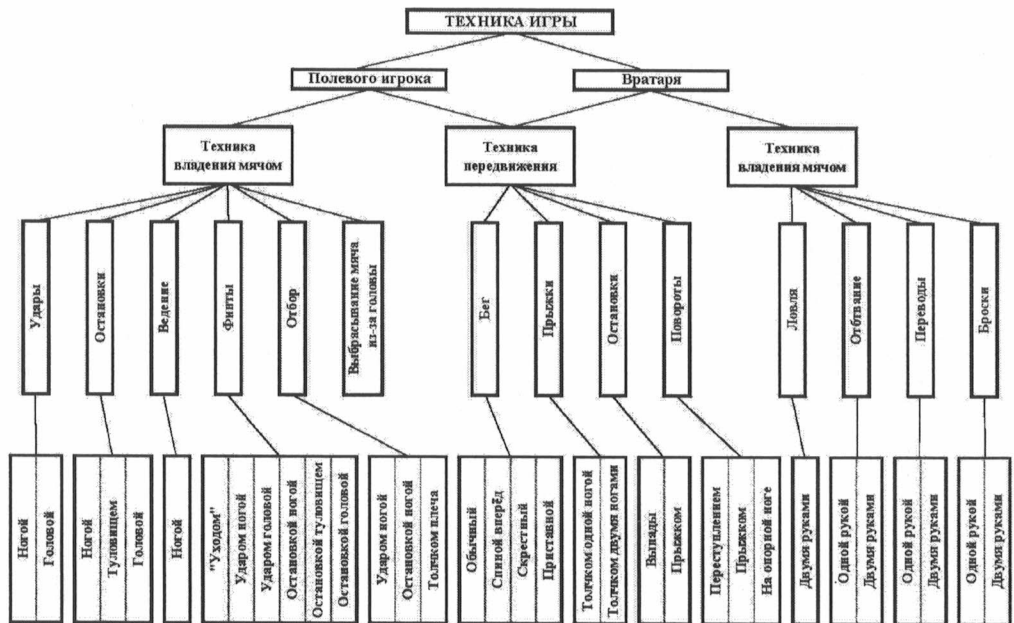 ТЕХНИКА ИГРЫ
Полевого игрока
Вратаря
Техника
владения мячом
Техника
передвижения
Техника
владения мячом
Удары
Остановки
Ведение
Финты
Отбор
Выбрасывание мяча
из-за головы
Бег
Прыжки
Остановки
Повороты
Ловля
Отбтвание
Переводы
Броски
Ногой
Головой
Ногой
Туловищем
Головой
Ногой
"Уходом"
Ударом ногой
Ударом головой
Остановкой ногой
Остановкой туловищем
Остановкой головой
Ударом ногой
Остановкой ногой
Толчком плеча
Обычный
Спиной вперёд
Скрестный
Приставной
Толчком одной ногой
Толчком двумя ногами
Выпады
Прыжком
Переступлением
Прыжком
На опорной ноге
Двумя руками
Одной рукой
Двумя руками
Одной рукой
Двумя руками
Одной рукой
Двумя руками